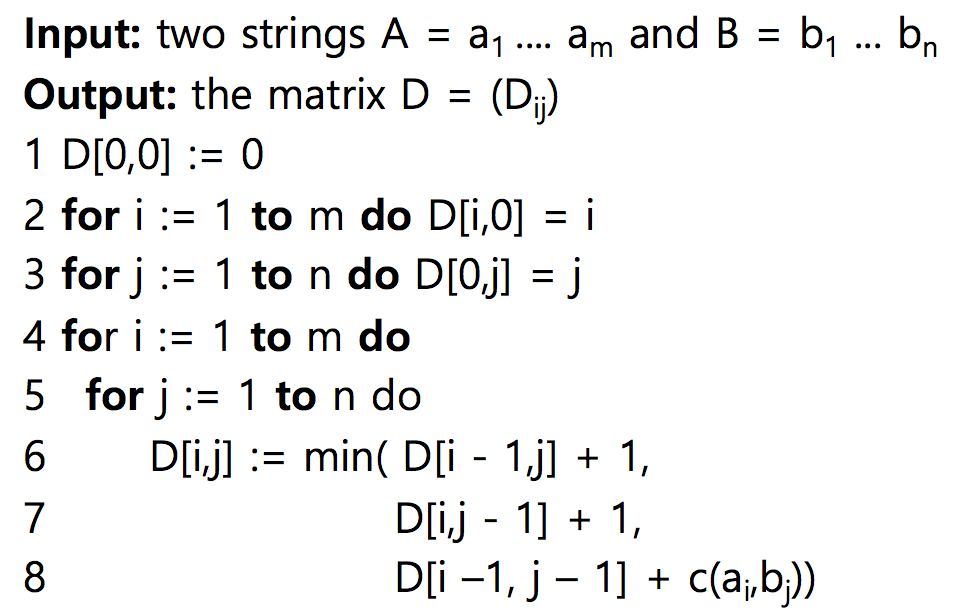 Input: two strings A = a1 .... am and B = b1 ... bn
Output: the matrix D = (Dij)
1 D[0,0] := 0
2 for i := 1 to m do D[i,0] = i
3 for j := 1 to n do D[0,j] = j
4 for i := 1 to m do
5 for j := 1 to n do
6 D[i,j] := min( D[i - 1,j] + 1,
7 D[i,j - 1] + 1,
8 D[i –1, j – 1] + c(ai,bj))